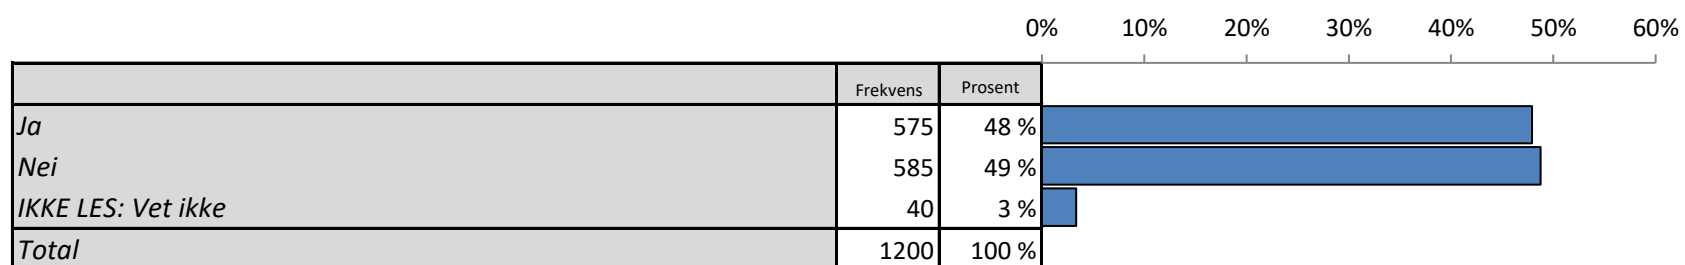 0% 10% 20% 30% 40% 50% 60%
Frekvens Prosent
Ja 575 48 %
Nei 585 49 %
IKKE LES: Vet ikke 40 3 %
Total 1200 100 %